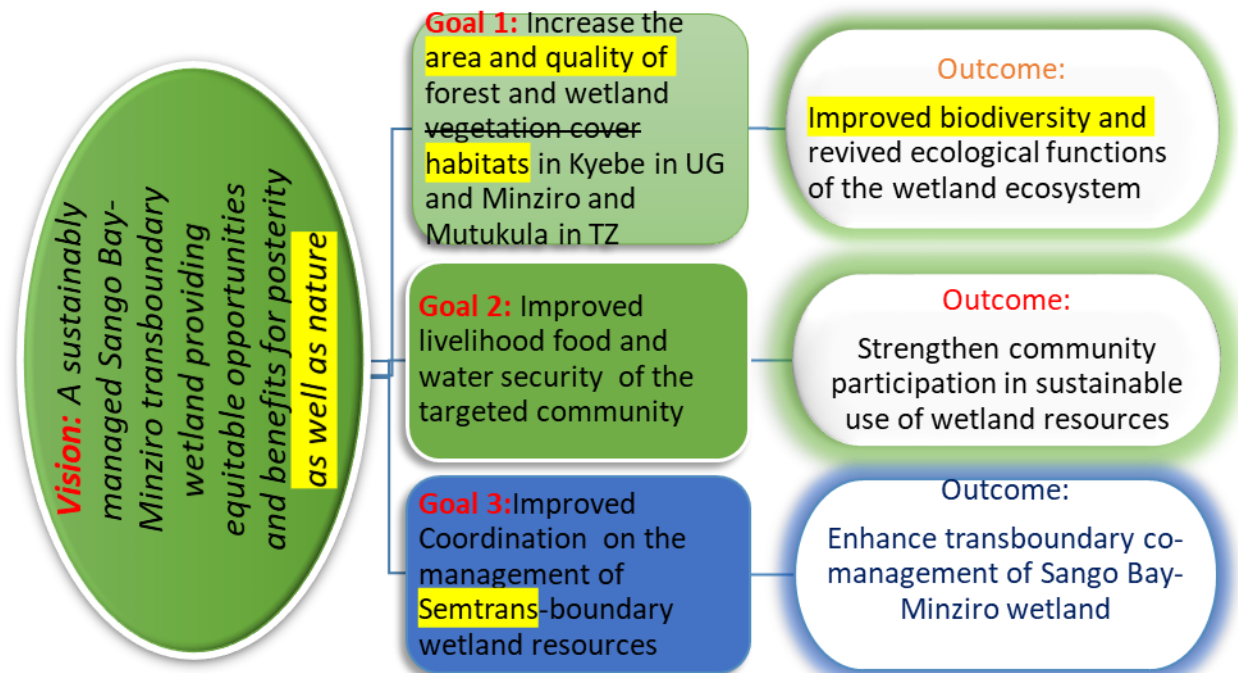 Vision: A sustainably
managed Sango Bay-
Minziro transboundary
wetland providing
equitable opportunities
and benefits for posterity
as well as nature
Goal 1: Increase the
area and quality of
forest and wetland
vegetation cover
habitats in Kyebe in UG
and Minziro and
Mutukula in TZ
Outcome:
Improved biodiversity and
revived ecological functions
of the wetland ecosystem
Goal 2: Improved
livelihood food and
water security of the
targeted community
Outcome:
Strengthen community
participation in sustainable
use of wetland resources
Goal 3:Improved
Coordination on the
management of
Semtrans-boundary
wetland resources
Outcome:
Enhance transboundary co-
management of Sango Bay-
Minziro wetland